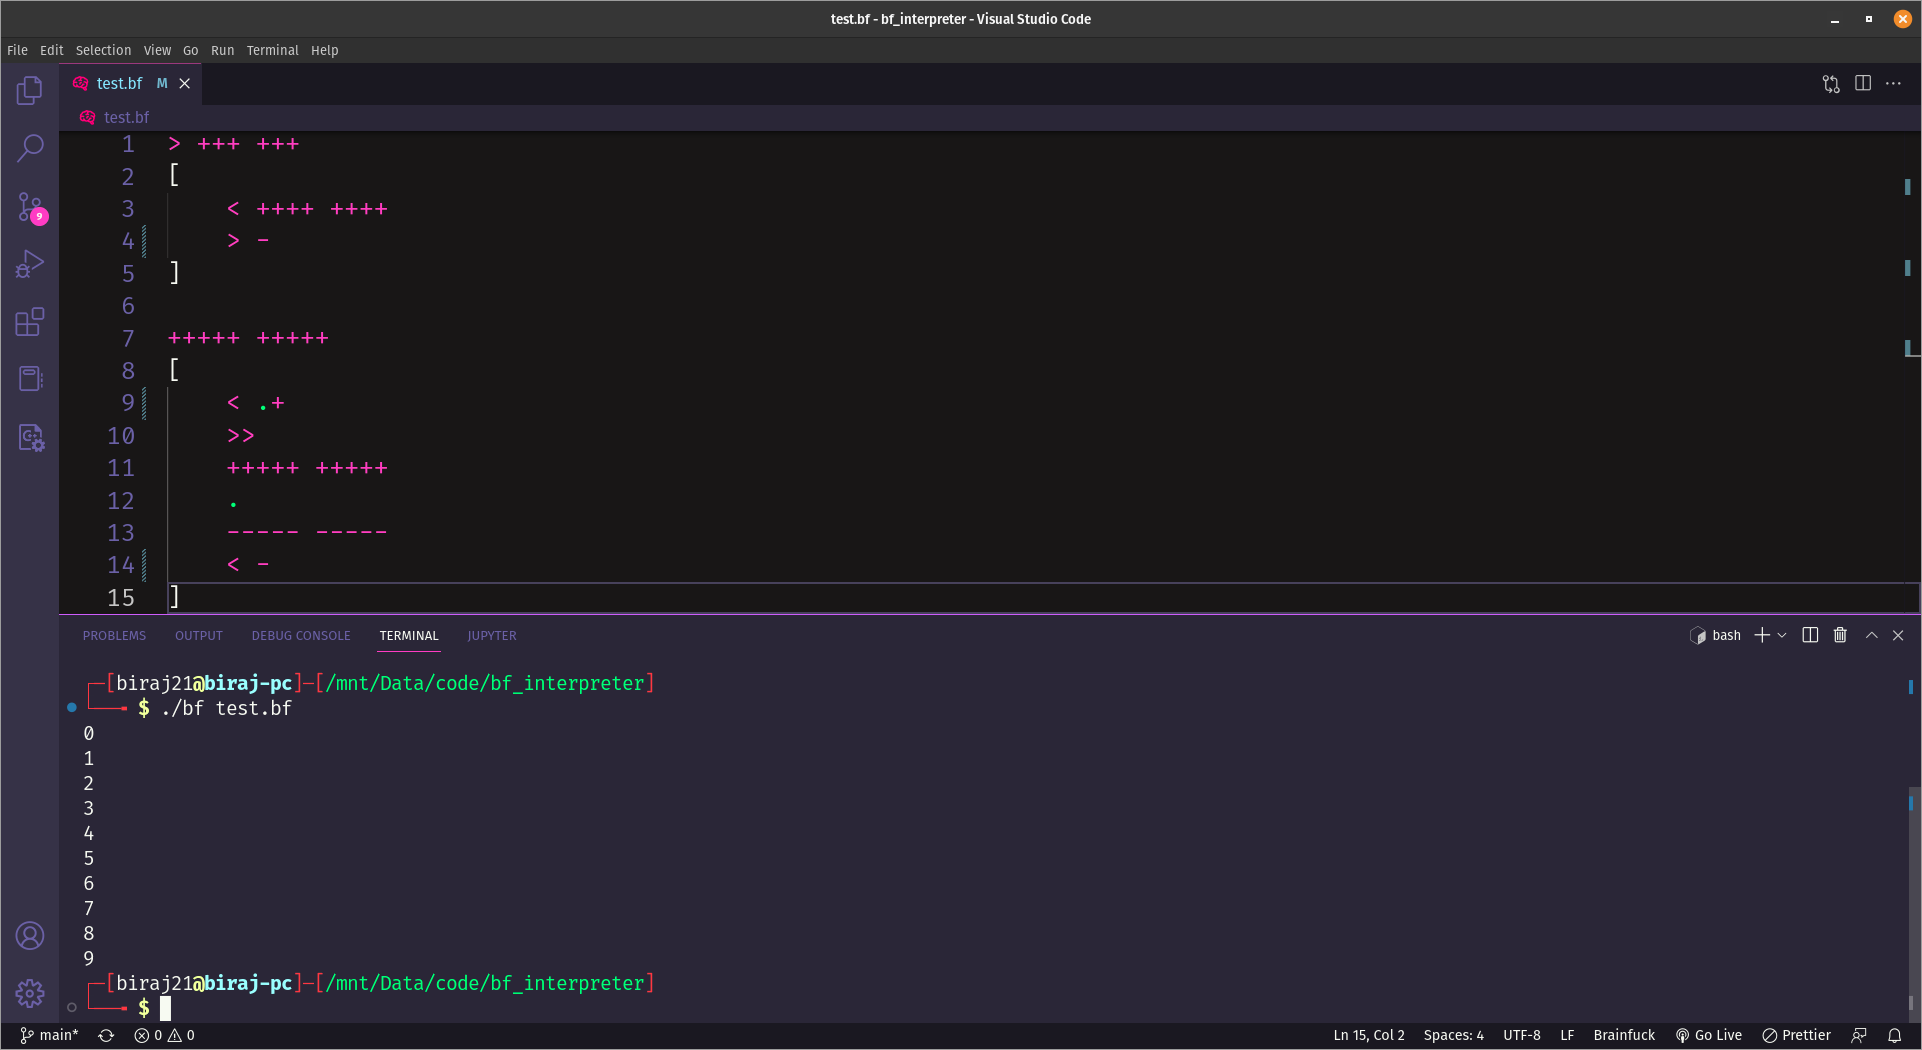 test.bf - bf_interpreter - Visual Studio Code
File Edit Selection View Go Run Terminal Help
test.bf M
test.bf
1 > +++ +++
2 [
3 < ++++ ++++
4 > -
5 ]
6
7 +++++ +++++
8 [
9 < .+
10 >>
11 +++++ +++++
12 .
13 ----- -----
14 < -
15 ]
9
PROBLEMS OUTPUT DEBUG CONSOLE TERMINAL JUPYTER bash
[biraj21@biraj-pc]-[/mnt/Data/code/bf_interpreter]
$ ./bf test.bf
0
1
2
3
4
5
6
7
8
9
[biraj21@biraj-pc]-[/mnt/Data/code/bf_interpreter]
$
main* 0 0 Ln 15, Col 2 Spaces: 4 UTF-8 LF Brainfuck Go Live Prettier